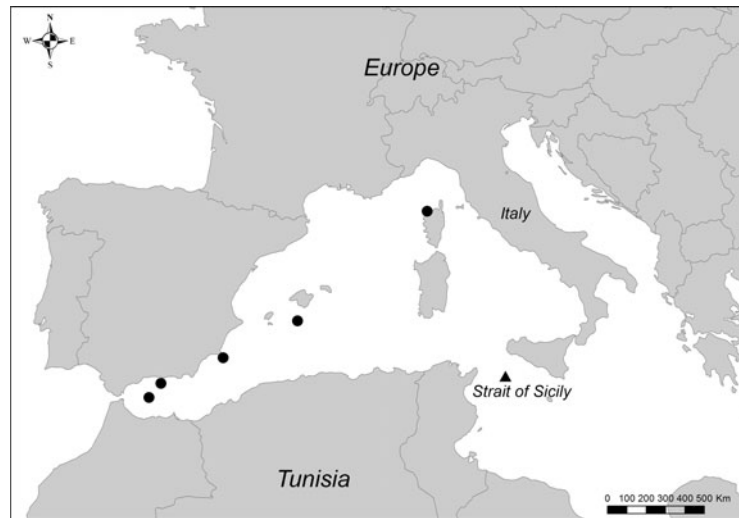 N
W E
S
Europe
Italy
Strait of Sicily
Tunisia
0 100 200 300 400 500 Km